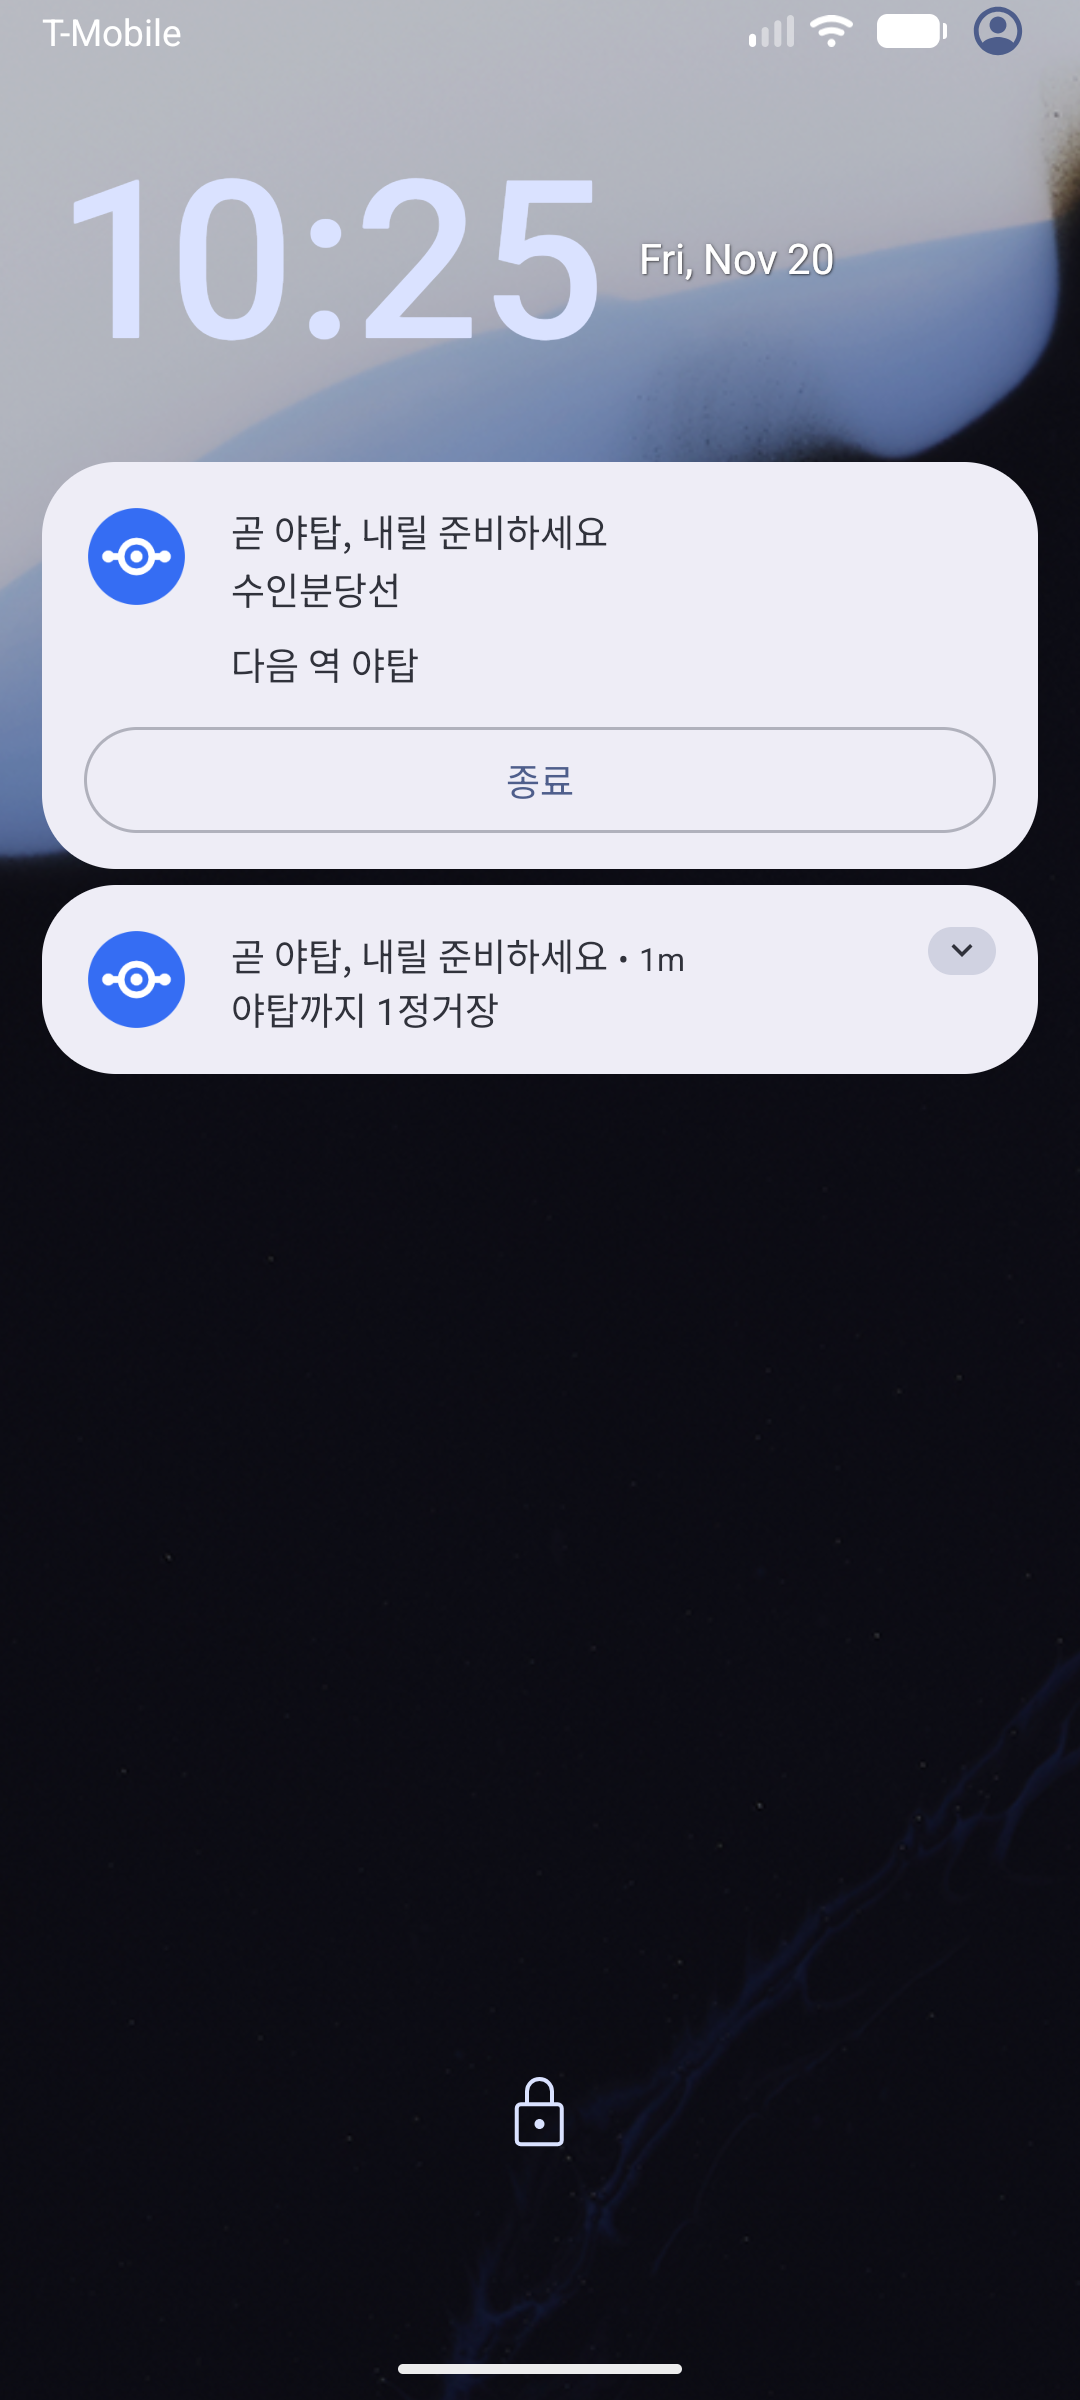 T-Mobile
10:25
Fri, Nov 20
곧 야탑, 내릴 준비하세요
수인분당선
다음 역 야탑
종료
곧 야탑, 내릴 준비하세요 • 1m
야탑까지 1정거장